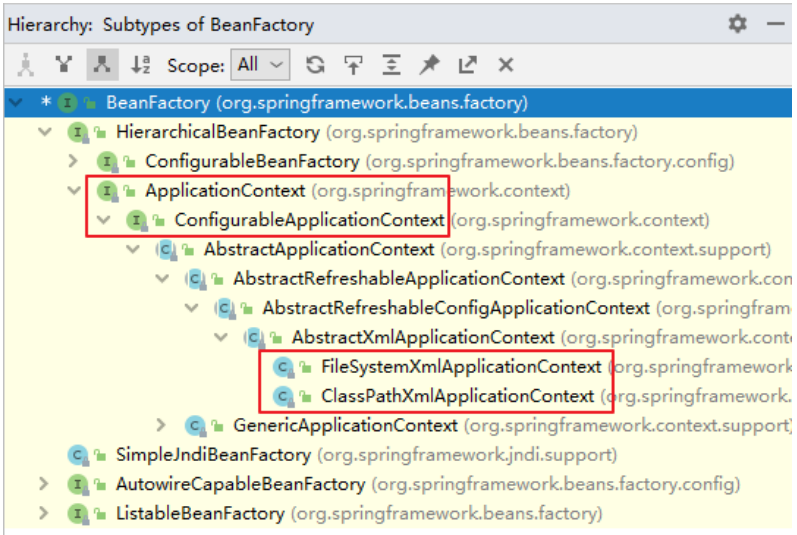 Hierarchy: Subtypes of BeanFactory
Scope: All
* BeanFactory (org.springframework.beans.factory)
HierarchicalBeanFactory (org.springframework.beans.factory)
ConfigurableBeanFactory (org.springframework.beans.factory.config)
ApplicationContext (org.springframework.context)
ConfigurableApplicationContext (org.springframework.context)
AbstractApplicationContext (org.springframework.context.support)
AbstractRefreshableApplicationContext (org.springframework.con
AbstractRefreshableConfigApplicationContext (org.springfram
AbstractXmlApplicationContext (org.springframework.cont
FileSystemXmlApplicationContext (org.springframework
ClassPathXmlApplicationContext (org.springframework.
GenericApplicationContext (org.springframework.context.support)
SimpleJndiBeanFactory (org.springframework.jndi.support)
AutowireCapableBeanFactory (org.springframework.beans.factory.config)
ListableBeanFactory (org.springframework.beans.factory)